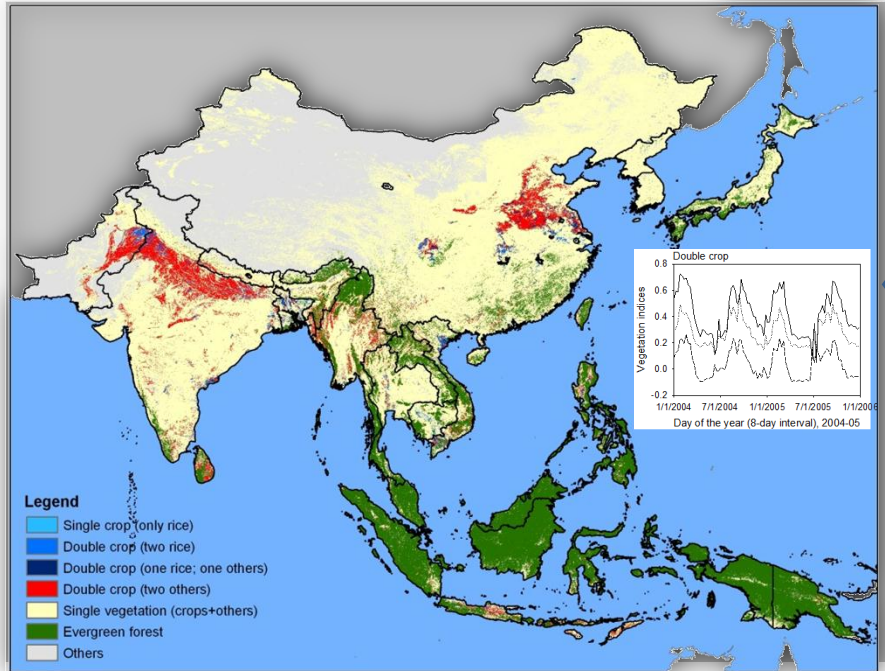 Double crop
Vegetation indices
0.8
0.6
0.4
0.2
0.0
-0.2
1/1/2004 7/1/2004 1/1/2005 7/1/2005 1/1/2006
Day of the year (8-day interval), 2004-05
Legend
Single crop (only rice)
Double crop (two rice)
Double crop (one rice; one others)
Double crop (two others)
Single vegetation (crops+others)
Evergreen forest
Others